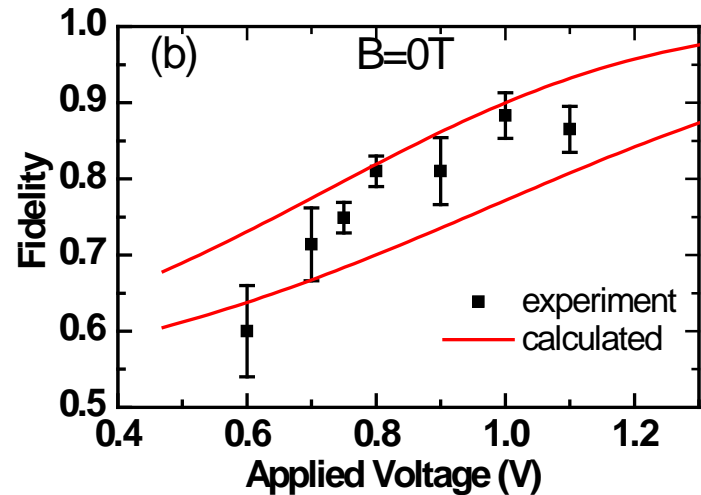 (b) B=0T
1.0
0.9
0.8
0.7
0.6
0.5
Fidelity
experiment
calculated
0.4 0.6 0.8 1.0 1.2
Applied Voltage (V)